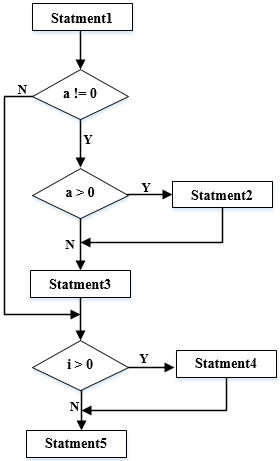 Statment1
N
a != 0
Y
a > 0
Y
Statment2
N
Statment3
i > 0
Y
Statment4
N
Statment5